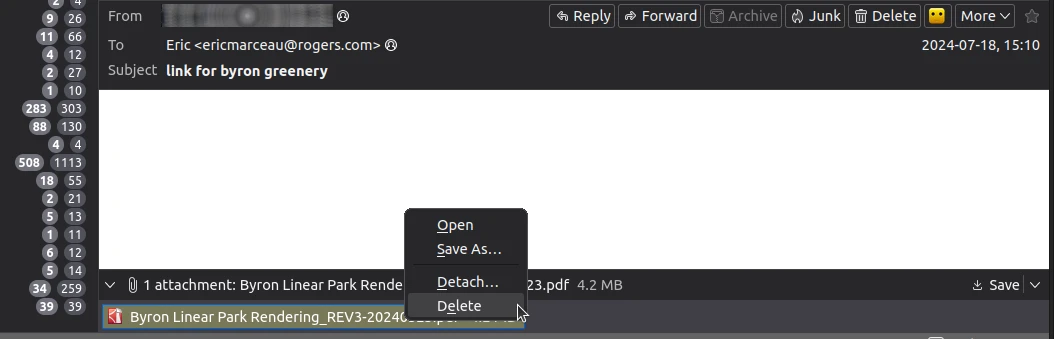 2 4
9 26
11 66
4 12
2 27
1 10
283 303
88 130
4 4
508 1113
18 55
2 21
5 13
1 11
6 12
5 14
34 259
39 39
From
Reply Forward Archive Junk Delete More
To Eric <ericmarceau@rogers.com> 2024-07-18, 15:10
Subject link for byron greenery
Open
Save As...
Detach...
Delete
1 attachment: Byron Linear Park Rende 23.pdf 4.2 MB Save
Byron Linear Park Rendering_REV3-2024